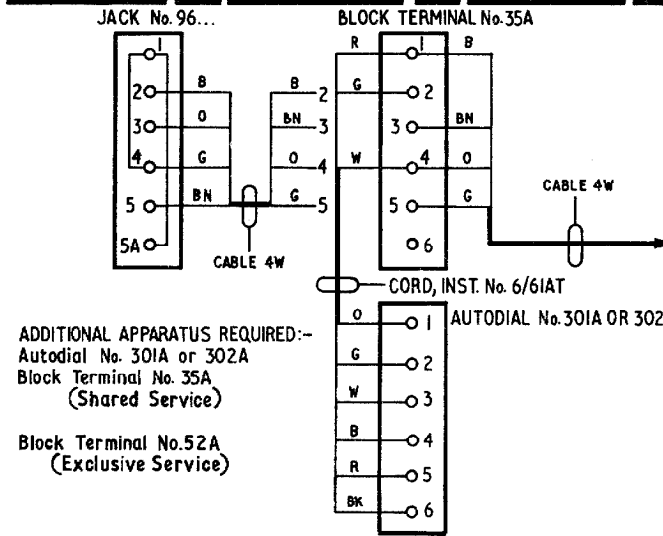 JACK No. 96...
BLOCK TERMINAL No. 35A
1
2
3
4
5
5A
B
O
G
BN
CABLE 4W
B
BN
O
G
2
3
4
5
R
G
W
1
2
3
4
5
6
B
BN
O
G
CABLE 4W
CORD, INST. No. 6/61AT
AUTODIAL No. 301A OR 302
O
G
W
B
R
BK
1
2
3
4
5
6
ADDITIONAL APPARATUS REQUIRED:-
Autodial No. 301A or 302A
Block Terminal No. 35A
(Shared Service)
Block Terminal No. 52A
(Exclusive Service)